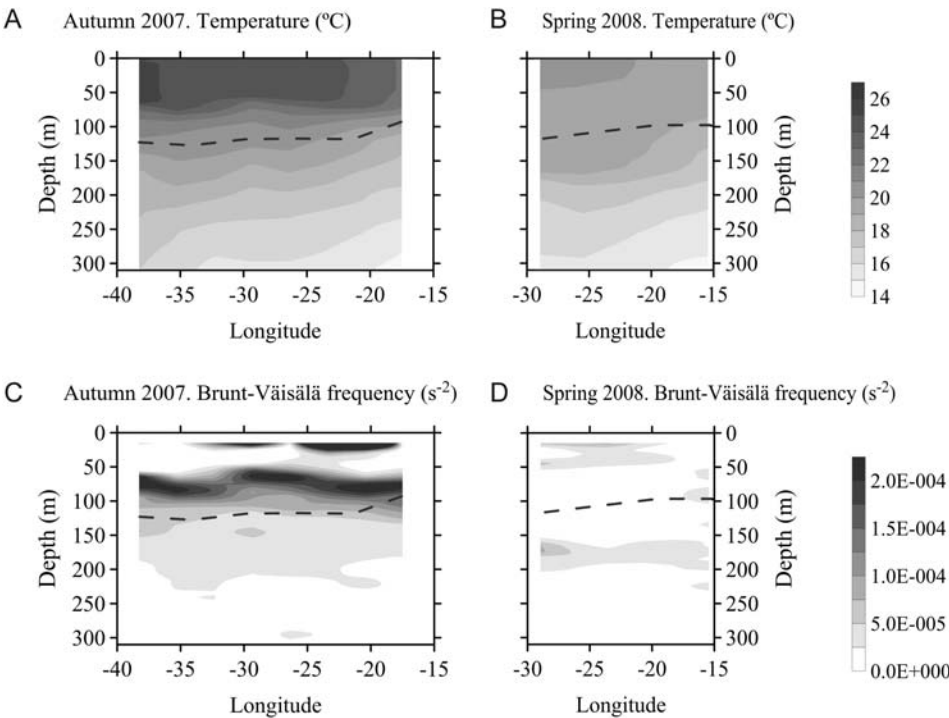 A Autumn 2007. Temperature (ºC)
B Spring 2008. Temperature (ºC)
0
50
100
150
200
250
300
Depth (m)
-40 -35 -30 -25 -20 -15
Longitude
0
50
100
150
200
250
300
Depth (m)
-30 -25 -20 -15
Longitude
26
24
22
20
18
16
14
C Autumn 2007. Brunt-Väisälä frequency (s-2)
D Spring 2008. Brunt-Väisälä frequency (s-2)
0
50
100
150
200
250
300
Depth (m)
-40 -35 -30 -25 -20 -15
Longitude
0
50
100
150
200
250
300
Depth (m)
-30 -25 -20 -15
Longitude
2.0E-004
1.5E-004
1.0E-004
5.0E-005
0.0E+000